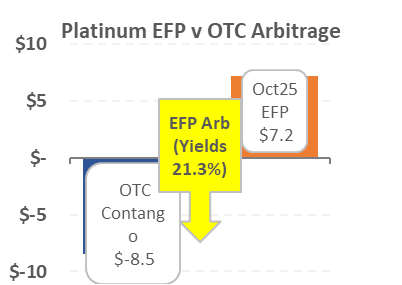 Platinum EFP v OTC Arbitrage
$10
$5
$-
$-5
$-10
OTC
Contang
o
$-8.5
EFP Arb
(Yields
21.3%)
Oct25
EFP
$7.2